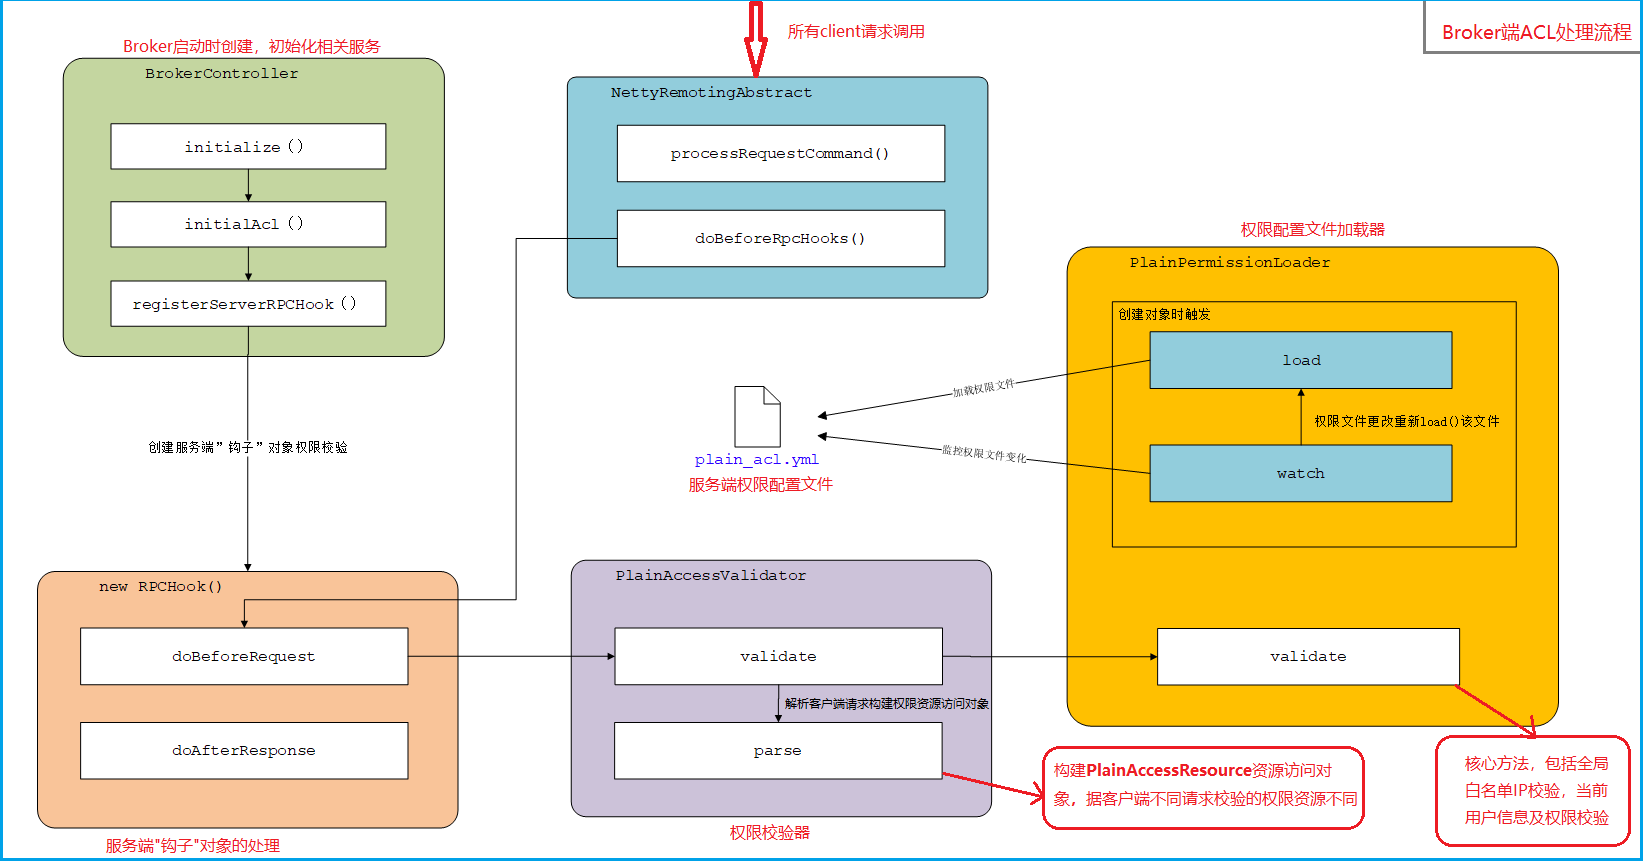 Broker端ACL处理流程
所有client请求调用
Broker启动时创建，初始化相关服务
BrokerController
initialize（）
initialAcl（）
registerServerRPCHook（）
NettyRemotingAbstract
processRequestCommand()
doBeforeRpcHooks()
权限配置文件加载器
PlainPermissionLoader
创建对象时触发
load
权限文件更改重新load()该文件
watch
加载权限文件
监控权限文件变化
plain_acl.yml
服务端权限配置文件
创建服务端”钩子”对象权限校验
new RPCHook()
doBeforeRequest
doAfterResponse
服务端"钩子"对象的处理
PlainAccessValidator
validate
解析客户端请求构建权限资源访问对象
parse
权限校验器
validate
构建PlainAccessResource资源访问对
象，据客户端不同请求校验的权限资源不同
核心方法，包括全局
白名单IP校验，当前
用户信息及权限校验